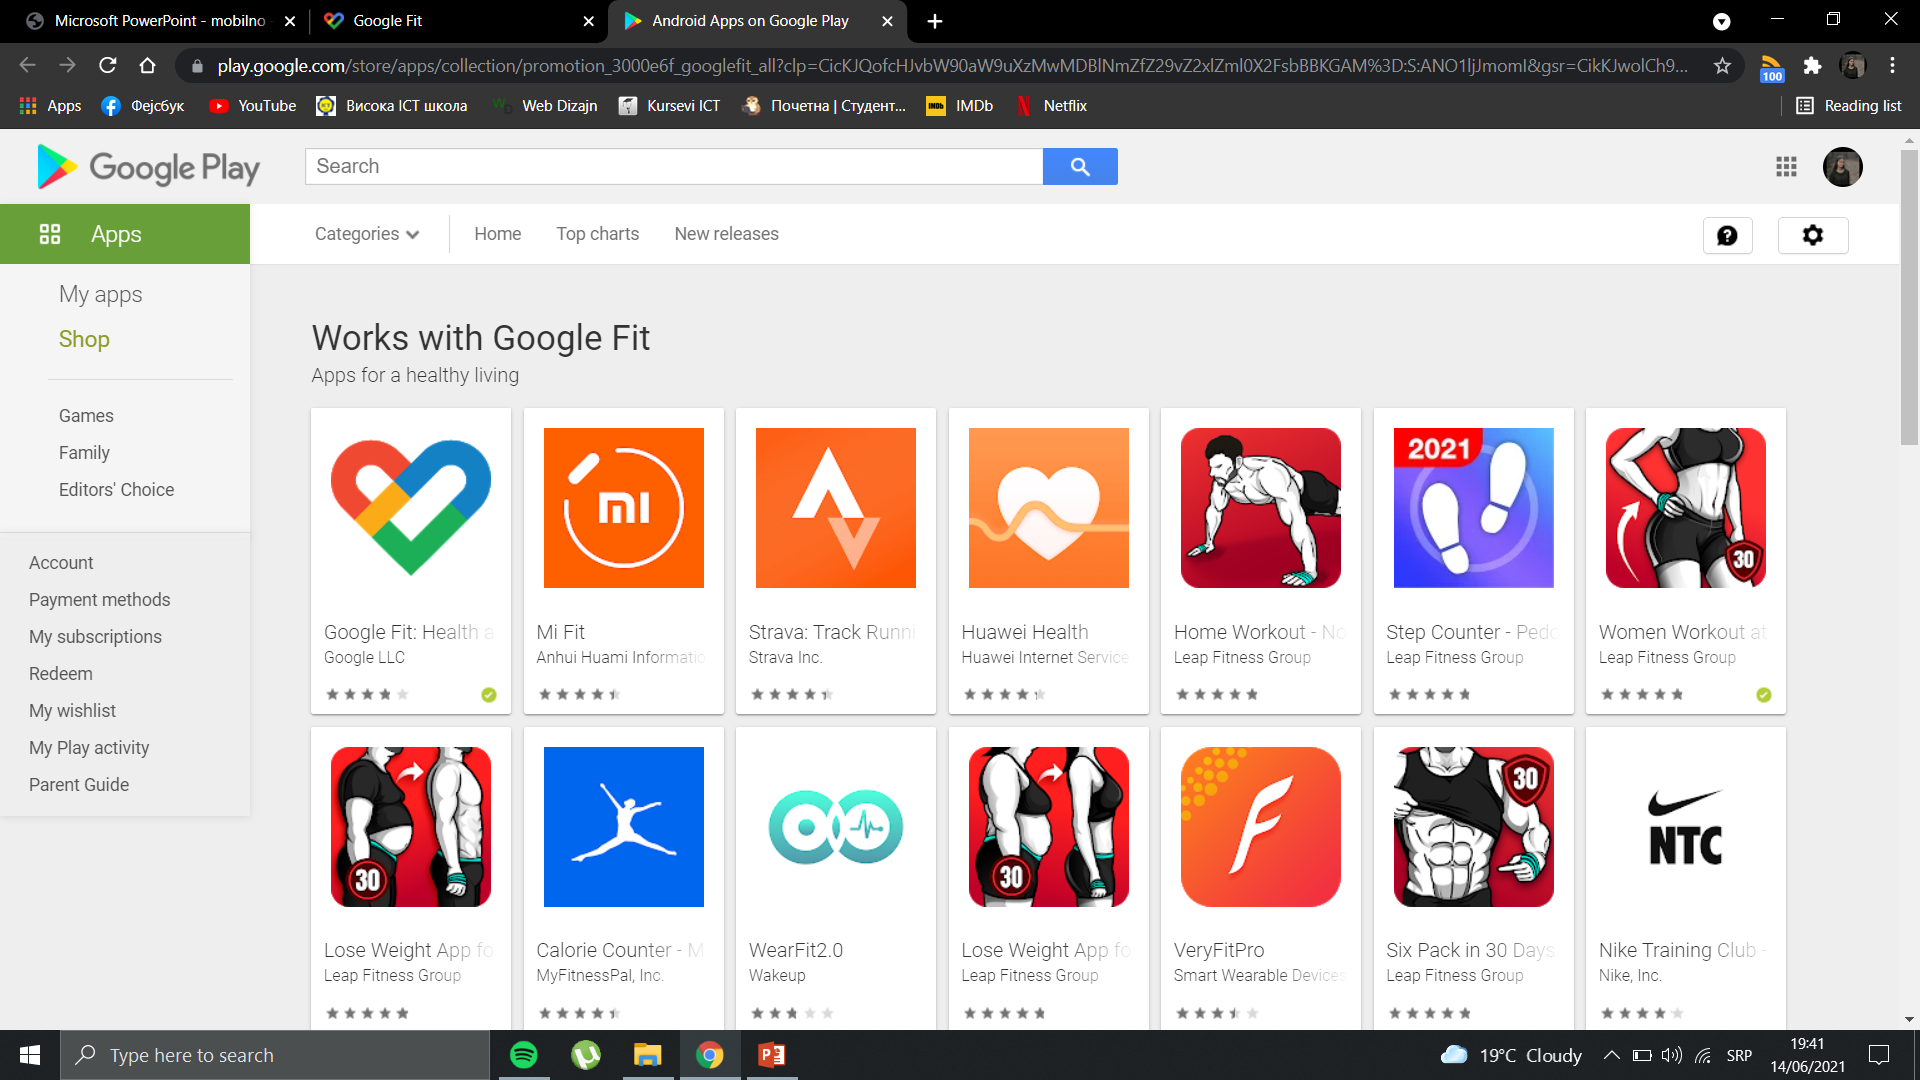 Microsoft PowerPoint - mobilno
Google Fit
Android Apps on Google Play
play.google.com/store/apps/collection/promotion_3000e6f_googlefit_all?clp=CicKJQofcHJvbW90aW9uXzMwMDBlNmZfZ29vZ2xlZml0X2FsbBBKGAM%3D:S:ANO1ljJmomI&gsr=CikKJwolCh9...
100
Apps
Фејсбук
YouTube
Висока ICT школа
Web Dizajn
Kursevi ICT
Почетна | Студент...
IMDb
Netflix
Reading list
Google Play
Search
Apps
Categories
Home
Top charts
New releases
My apps
Shop
Games
Family
Editors' Choice
Account
Payment methods
My subscriptions
Redeem
My wishlist
My Play activity
Parent Guide
Works with Google Fit
Apps for a healthy living
mi
2021
30
Google Fit: Health a
Google LLC
Mi Fit
Anhui Huami Informatio
Strava: Track Runni
Strava Inc.
Huawei Health
Huawei Internet Service
Home Workout - No
Leap Fitness Group
Step Counter - Pedo
Leap Fitness Group
Women Workout at
Leap Fitness Group
30
30
30
NTC
Lose Weight App fo
Leap Fitness Group
Calorie Counter - M
MyFitnessPal, Inc.
WearFit2.0
Wakeup
Lose Weight App fo
Leap Fitness Group
VeryFitPro
Smart Wearable Devices
Six Pack in 30 Days
Leap Fitness Group
Nike Training Club -
Nike, Inc.
Type here to search
19°C Cloudy
SRP
19:41
14/06/2021